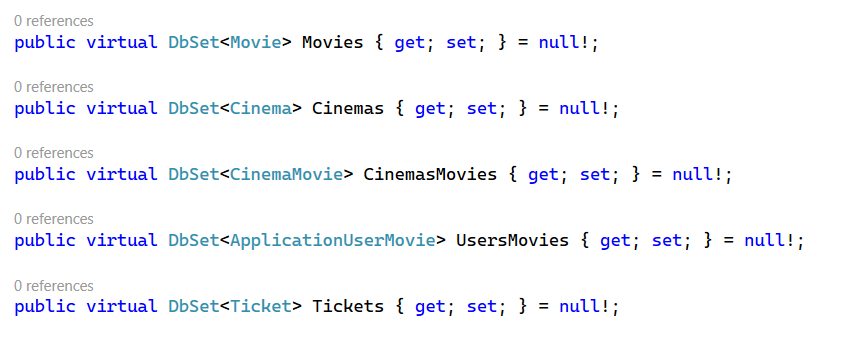 0 references
public virtual DbSet<Movie> Movies { get; set; } = null!;
0 references
public virtual DbSet<Cinema> Cinemas { get; set; } = null!;
0 references
public virtual DbSet<CinemaMovie> CinemasMovies { get; set; } = null!;
0 references
public virtual DbSet<ApplicationUserMovie> UsersMovies { get; set; } = null!;
0 references
public virtual DbSet<Ticket> Tickets { get; set; } = null!;